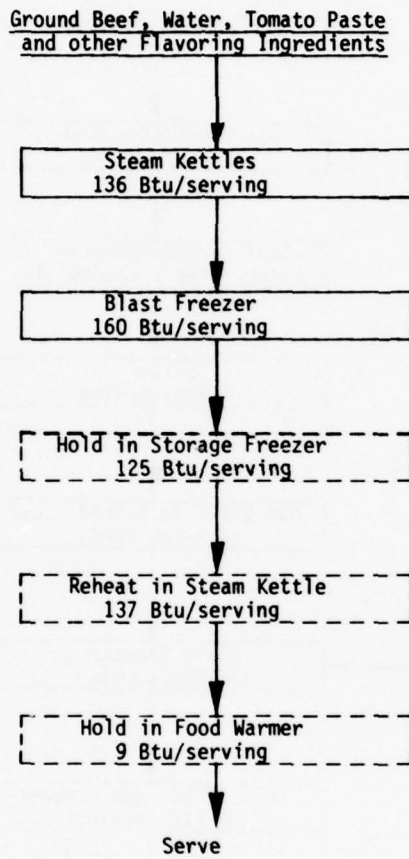 Ground Beef, Water, Tomato Paste
and other Flavoring Ingredients
Steam Kettles
136 Btu/serving
Blast Freezer
160 Btu/serving
Hold in Storage Freezer
125 Btu/serving
Reheat in Steam Kettle
137 Btu/serving
Hold in Food Warmer
9 Btu/serving
Serve